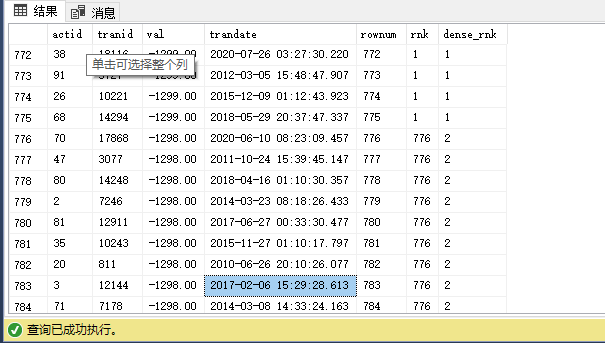 结果 消息
actid tranid val trandate rownum rnk dense_rnk
772 38 18116 -1299.00 2020-07-26 03:27:30.220 772 1 1
单击可选择整个列
773 91 -1299.00 2012-03-05 15:48:47.907 773 1 1
774 26 10221 -1299.00 2015-12-09 01:12:43.923 774 1 1
775 68 14294 -1299.00 2018-05-29 20:37:47.337 775 1 1
776 70 17868 -1298.00 2020-06-10 08:23:09.457 776 776 2
777 47 3077 -1298.00 2011-10-24 15:39:45.147 777 776 2
778 80 14248 -1298.00 2018-04-16 01:10:30.357 778 776 2
779 2 7246 -1298.00 2014-03-23 08:18:26.433 779 776 2
780 81 12911 -1298.00 2017-06-27 00:33:30.477 780 776 2
781 35 10243 -1298.00 2015-11-27 01:10:17.797 781 776 2
782 20 811 -1298.00 2010-06-26 20:10:26.077 782 776 2
783 3 12144 -1298.00 2017-02-06 15:29:28.613 783 776 2
784 71 7178 -1298.00 2014-03-08 14:33:24.163 784 776 2
查询已成功执行。